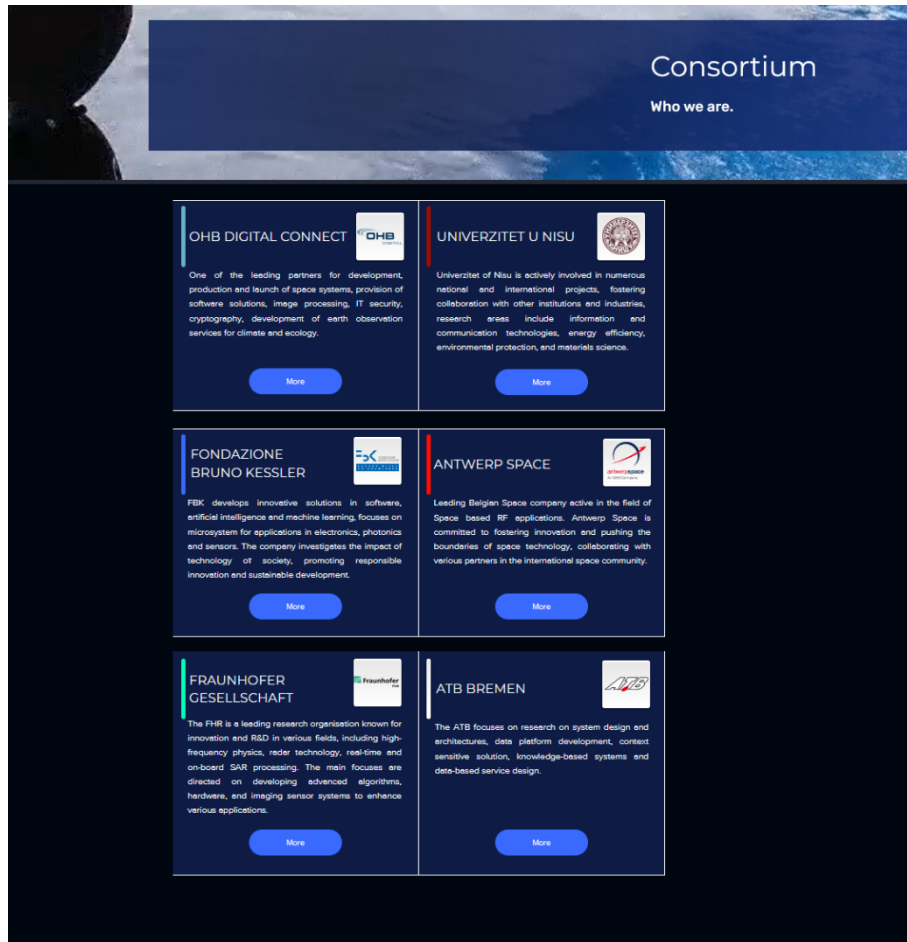 Consortium
Who we are.
OHB DIGITAL CONNECT
OHB
DIGITAL
One of the leading partners for development,
production and launch of space systems, provision of
software solutions, image processing, IT security,
cryptography, development of earth observation
services for climate and ecology.
More
UNIVERZITET U NISU
Univerzitet of Nisu is actively involved in numerous
national and international projects, fostering
collaboration with other institutions and industries,
research areas include information and
communication technologies, energy efficiency,
environmental protection, and materials science.
More
FONDAZIONE
BRUNO KESSLER
FBK
FBK develops innovative solutions in software,
artificial intelligence and machine learning, focuses on
microsystem for applications in electronics, photonics
and sensors. The company investigates the impact of
technology of society, promoting responsible
innovation and sustainable development.
More
ANTWERP SPACE
antwerpspace
Leading Belgian Space company active in the field of
Space based RF applications. Antwerp Space is
committed to fostering innovation and pushing the
boundaries of space technology, collaborating with
various partners in the international space community.
More
FRAUNHOFER
GESELLSCHAFT
Fraunhofer
The FHR is a leading research organisation known for
innovation and R&D in various fields, including high-
frequency physics, radar technology, real-time and
on-board SAR processing. The main focuses are
directed on developing advanced algorithms,
hardware, and imaging sensor systems to enhance
various applications.
More
ATB BREMEN
ATB
The ATB focuses on research on system design and
architectures, data platform development, context
sensitive solution, knowledge-based systems and
data-based service design.
More